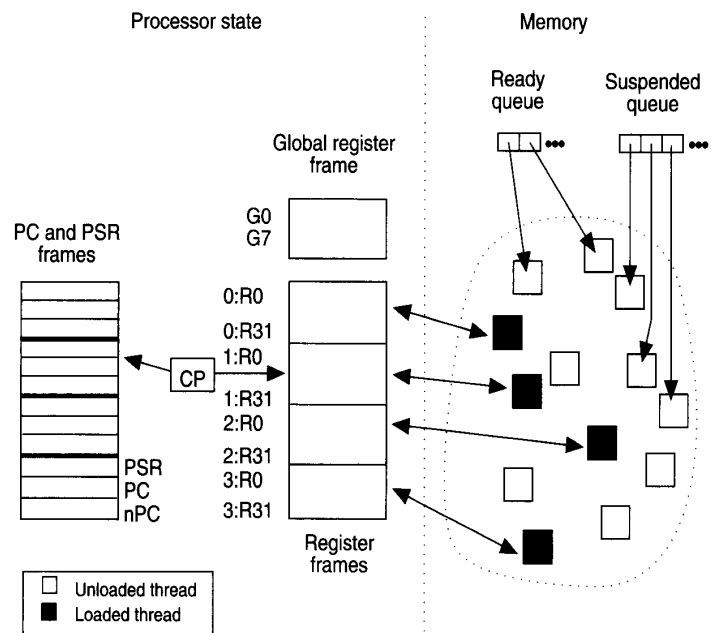 Processor state
Memory
Ready
queue
Suspended
queue
Global register
frame
G0
G7
PC and PSR
frames
0:R0
0:R31
1:R0
CP
1:R31
2:R0
2:R31
PSR
3:R0
PC
nPC
3:R31
Register
frames
Unloaded thread
Loaded thread